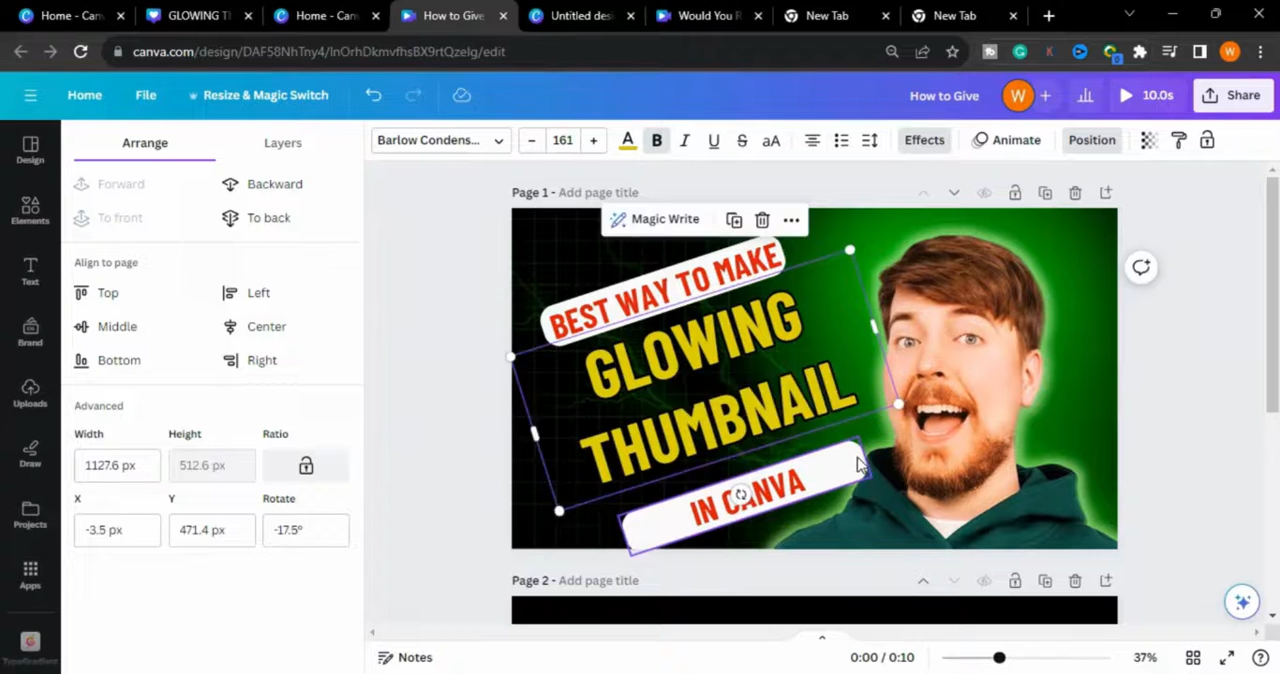 Home - Can
GLOWING T
Home - Can
How to Give
Untitled des
Would You R
New Tab
New Tab
canva.com/design/DAF58NhTny4/InOrhDkmvfhsBX9rtQzeIg/edit
W
Home
File
Resize & Magic Switch
How to Give
W
10.0s
Share
Design
Elements
Text
Brand
Uploads
Draw
Projects
Apps
TypeGradient
Arrange
Layers
Forward
Backward
To front
To back
Align to page
Top
Left
Middle
Center
Bottom
Right
Advanced
Width
Height
Ratio
1127.6 px
512.6 px
X
Y
Rotate
-3.5 px
471.4 px
-17.5º
Barlow Condens...
161
A
B
I
U
S
aA
Effects
Animate
Position
Page 1 - Add page title
Magic Write
BEST WAY TO MAKE
GLOWING
THUMBNAIL
IN CANVA
Page 2 - Add page title
Notes
0:00 / 0:10
37%